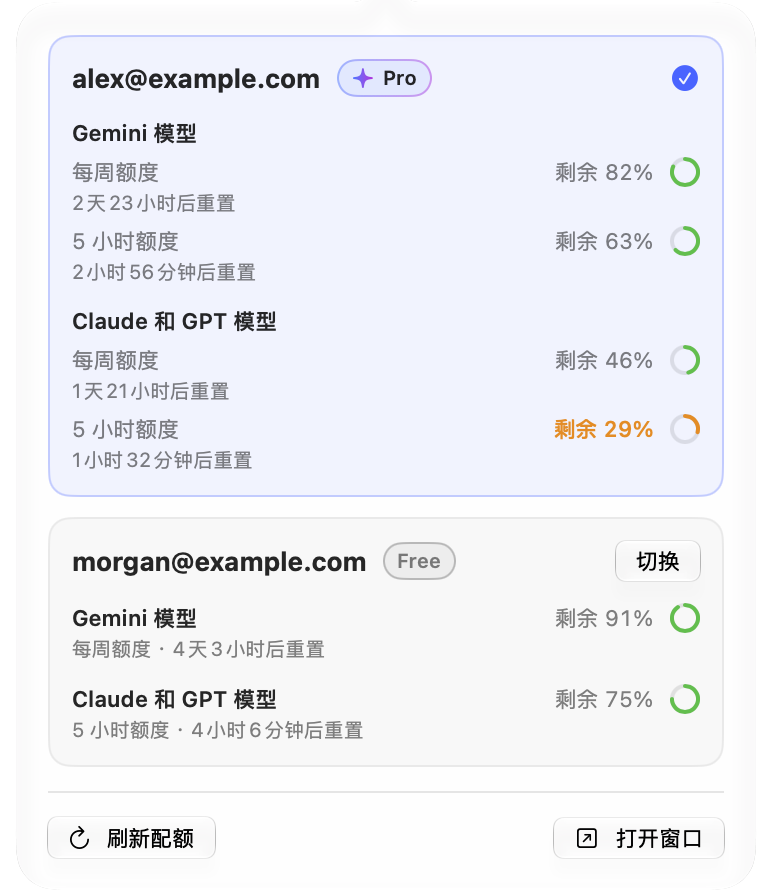 alex@example.com Pro
Gemini 模型
每周额度 剩余 82%
2天23小时后重置
5 小时额度 剩余 63%
2小时56分钟后重置
Claude 和 GPT 模型
每周额度 剩余 46%
1天21小时后重置
5 小时额度 剩余 29%
1小时32分钟后重置
morgan@example.com Free 切换
Gemini 模型 剩余 91%
每周额度 · 4天3小时后重置
Claude 和 GPT 模型 剩余 75%
5 小时额度 · 4小时6分钟后重置
刷新配额 打开窗口